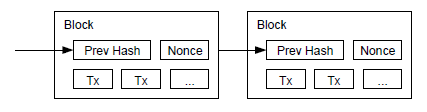 Block
Prev Hash Nonce
Tx Tx ...
Block
Prev Hash Nonce
Tx Tx ...